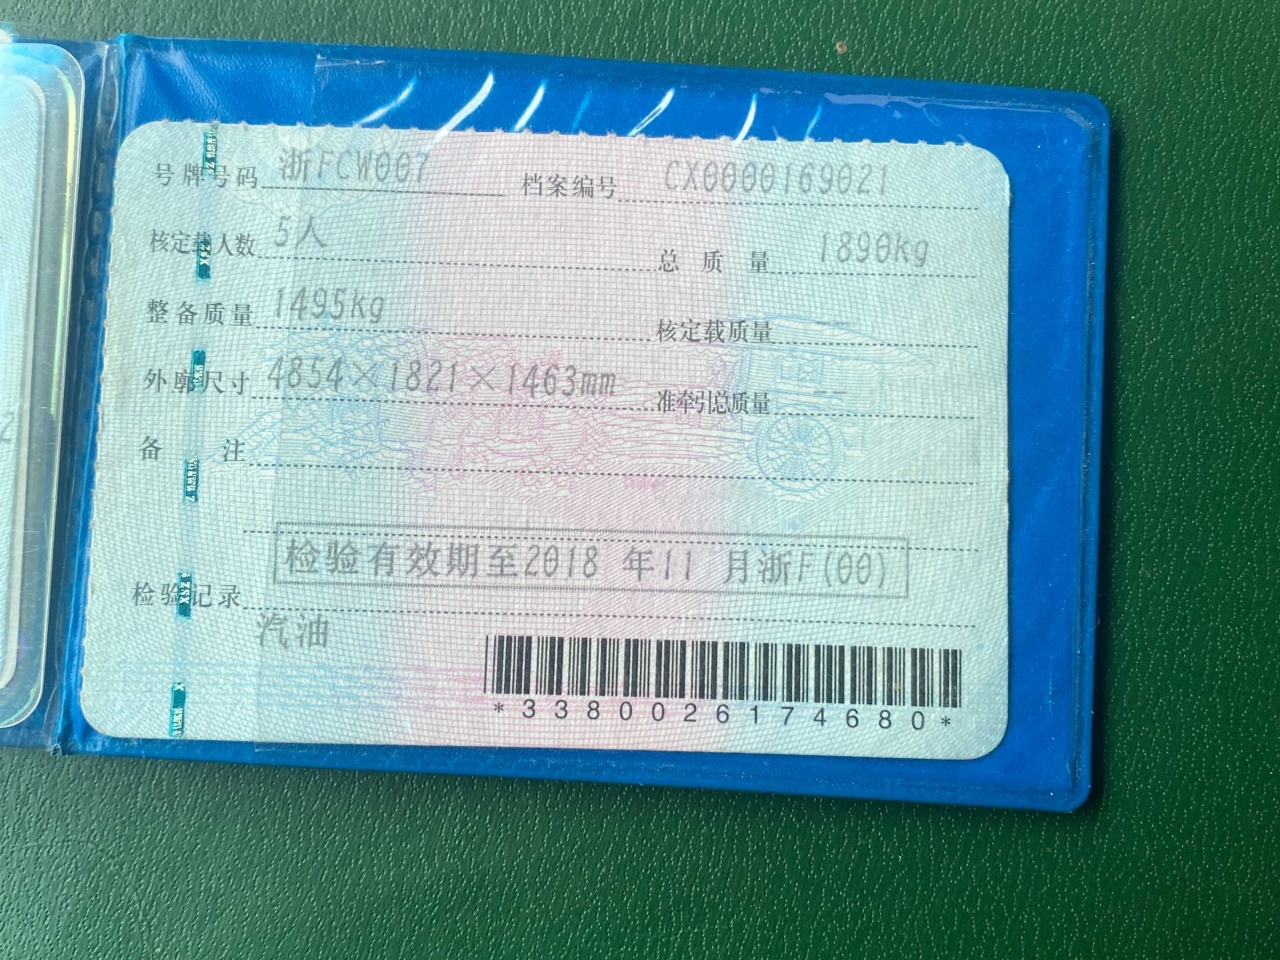 号牌号码 浙FCW007 档案编号 CX0000169021
核定载人数 5人 总质量 1890kg
整备质量 1495kg 核定载质量 --
外廓尺寸 4854×1821×1463mm 准牵引总质量 --
备注
检验有效期至2018 年11 月浙F(00)
检验记录
汽油
*3380026174680*